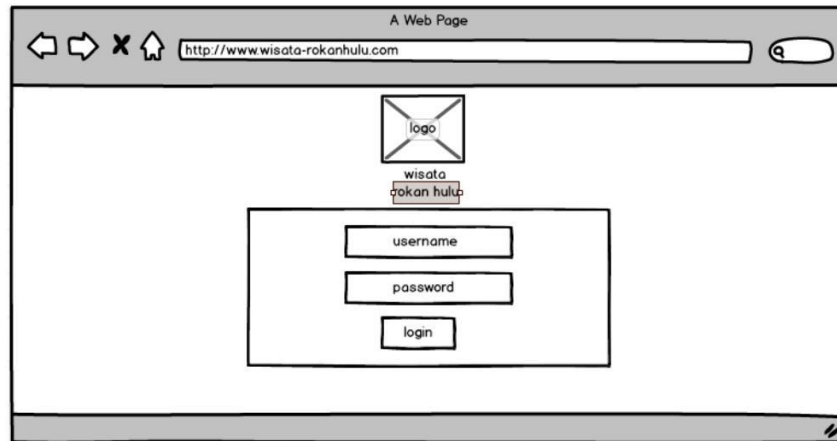 A Web Page
http://www.wisata-rokanhulu.com
logo
wisata
rokan hulu
username
password
login